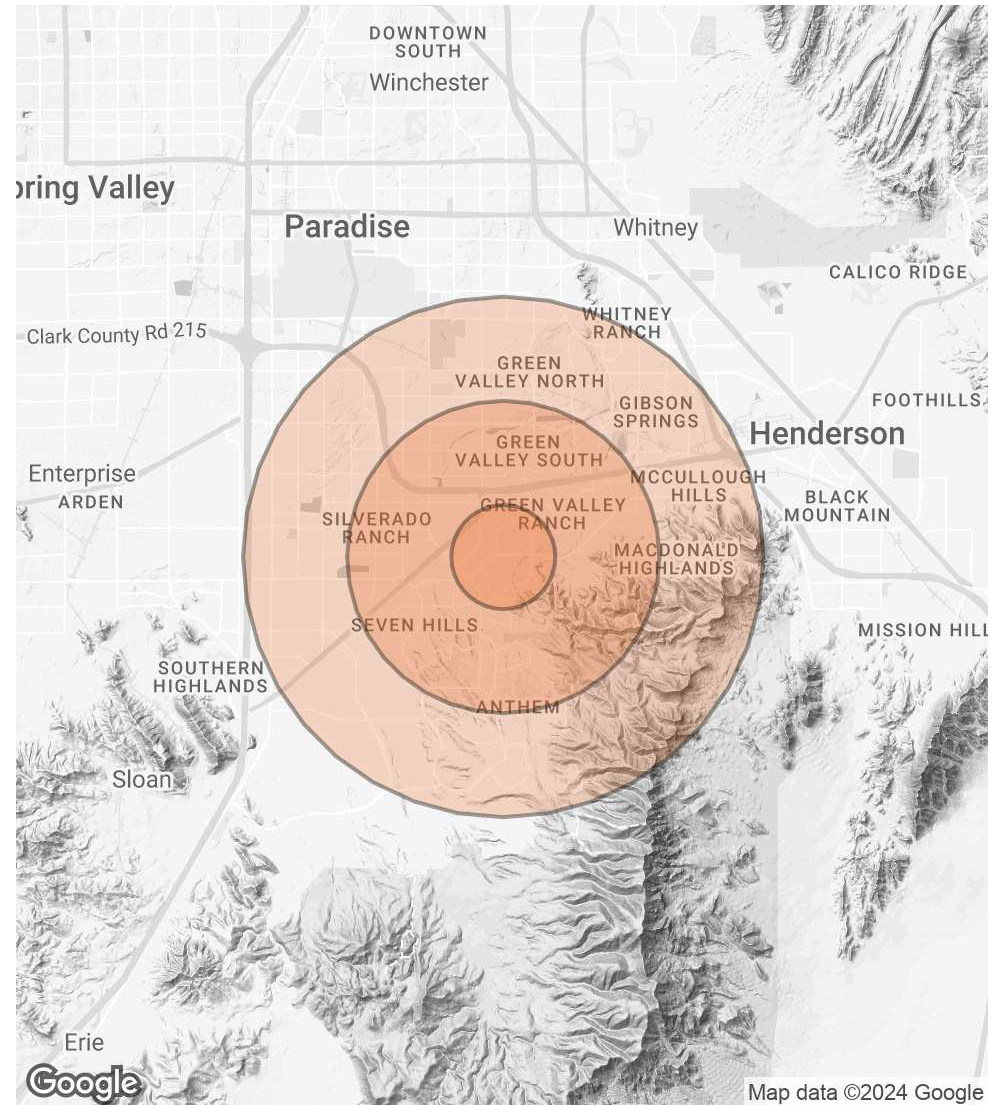 DOWNTOWN
SOUTH
Winchester
pring Valley
Paradise
Whitney
CALICO RIDGE
WHITNEY
RANCH
Clark County Rd 215
GREEN
VALLEY NORTH
FOOTHILLS
GIBSON
SPRINGS
Henderson
GREEN
VALLEY SOUTH
Enterprise
ARDEN
MCCULLOUGH
HILLS
BLACK
MOUNTAIN
GREEN VALLEY
RANCH
SILVERADO
RANCH
MACDONALD
HIGHLANDS
SEVEN HILLS
MISSION HILL
SOUTHERN
HIGHLANDS
ANTHEM
Sloan
Erie
Google
Map data ©2024 Google